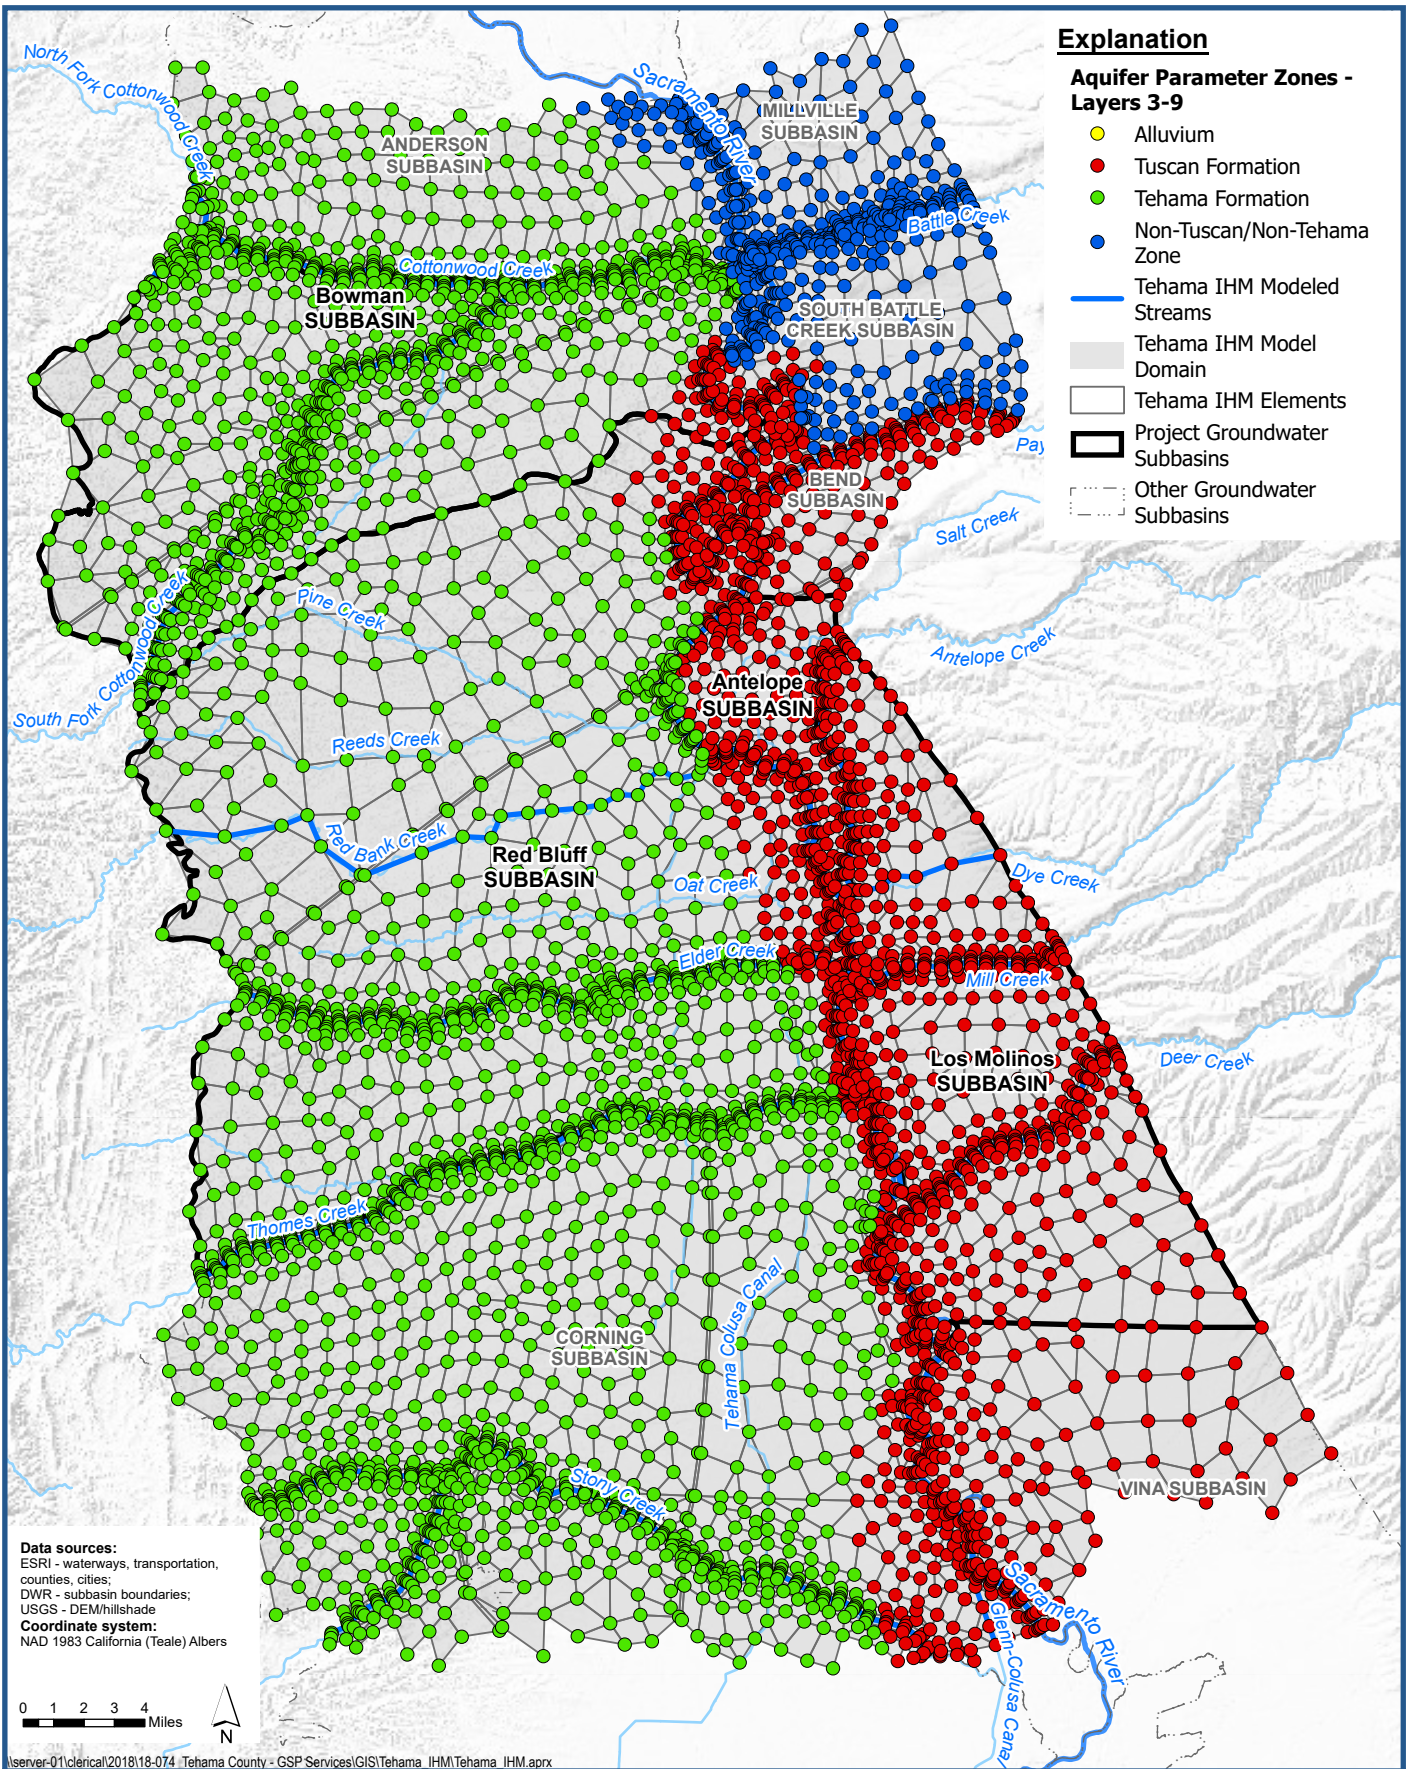 Explanation
Aquifer Parameter Zones -
Layers 3-9
Alluvium
Tuscan Formation
Tehama Formation
Non-Tuscan/Non-Tehama
Zone
Tehama IHM Modeled
Streams
Tehama IHM Model
Domain
Tehama IHM Elements
Project Groundwater
Subbasins
Other Groundwater
Subbasins
North Fork Cottonwood Creek
Sacramento River
MILLVILLE
SUBBASIN
ANDERSON
SUBBASIN
Battle Creek
Cottonwood Creek
Bowman
SUBBASIN
SOUTH BATTLE
CREEK SUBBASIN
Pay
BEND
SUBBASIN
Salt Creek
Pine Creek
Antelope Creek
South Fork Cottonwood Creek
Antelope
SUBBASIN
Reeds Creek
Red Bank Creek
Red Bluff
SUBBASIN
Oat Creek
Dye Creek
Elder Creek
Mill Creek
Los Molinos
SUBBASIN
Deer Creek
Thomes Creek
Tehama Colusa Canal
CORNING
SUBBASIN
Stony Creek
VINA SUBBASIN
Sacramento River
Glenn-Colusa Canal
Data sources:
ESRI - waterways, transportation,
counties, cities;
DWR - subbasin boundaries;
USGS - DEM/hillshade
Coordinate system:
NAD 1983 California (Teale) Albers
0 1 2 3 4
Miles
N
\\server-01\clerical\2018\18-074 Tehama County - GSP Services\GIS\Tehama_IHM\Tehama_IHM.aprx